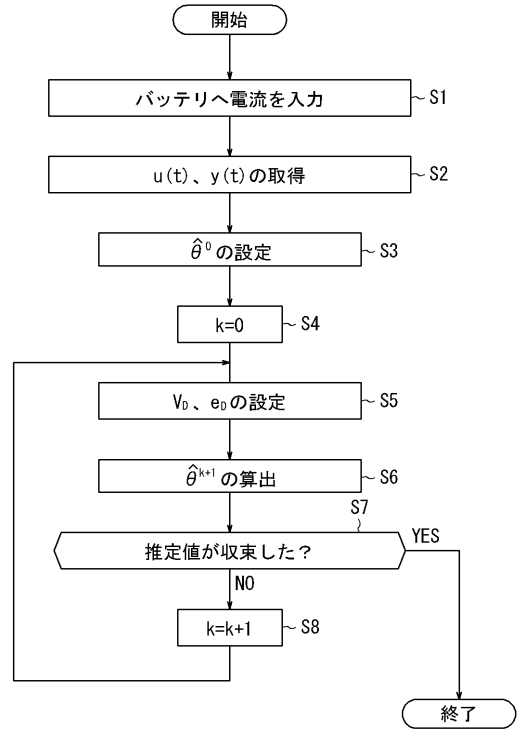 開始
バッテリへ電流を入力 S1
u(t)、y(t)の取得 S2
θ̂⁰の設定 S3
k=0 S4
V_D、e_Dの設定 S5
θ̂ᵏ⁺¹の算出 S6
S7
推定値が収束した? YES
NO
k=k+1 S8
終了